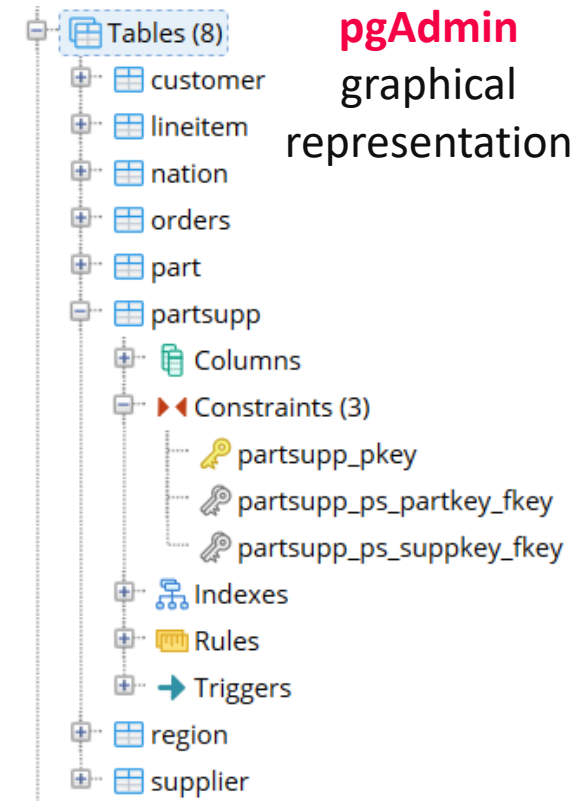 Tables (8)
pgAdmin
graphical
representation
customer
lineitem
nation
orders
part
partsupp
Columns
Constraints (3)
partsupp_pkey
partsupp_ps_partkey_fkey
partsupp_ps_suppkey_fkey
Indexes
Rules
Triggers
region
supplier